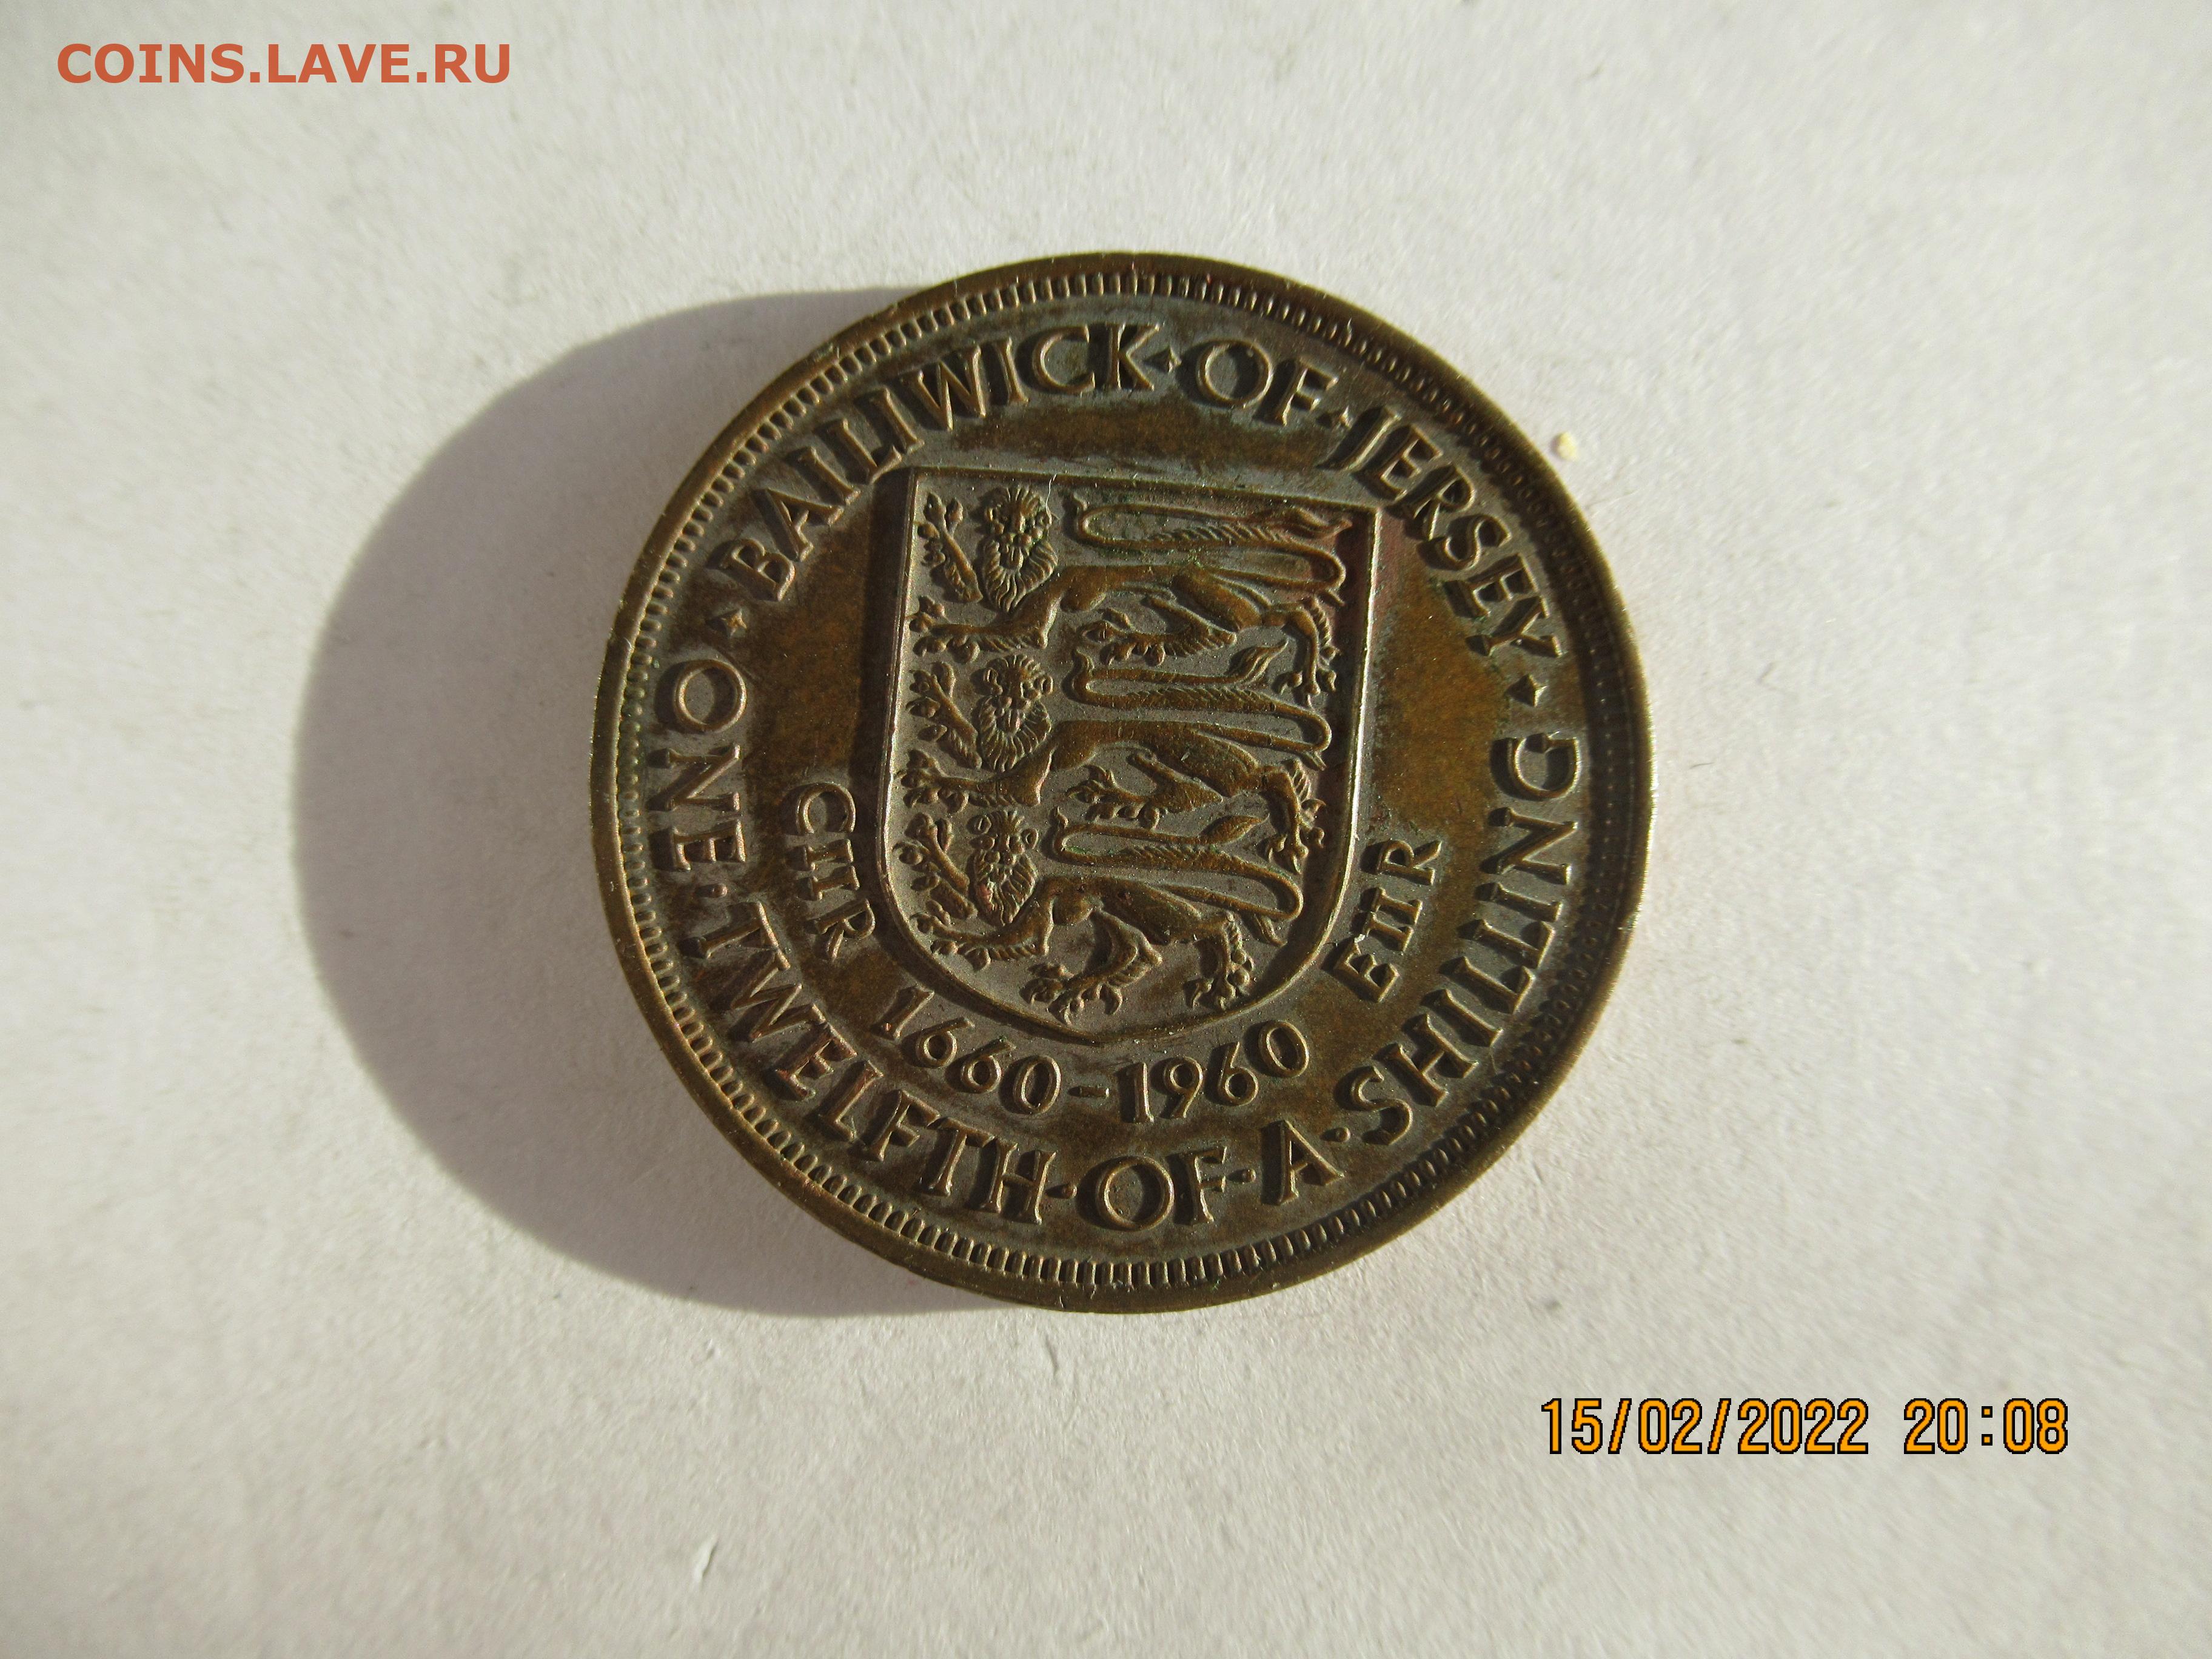 COINS.LAVE.RU
BAILIWICK·OF·JERSEY
CIIR 1660-1960 EIIR
ONE·TWELFTH·OF·A·SHILLING
15/02/2022 20:08